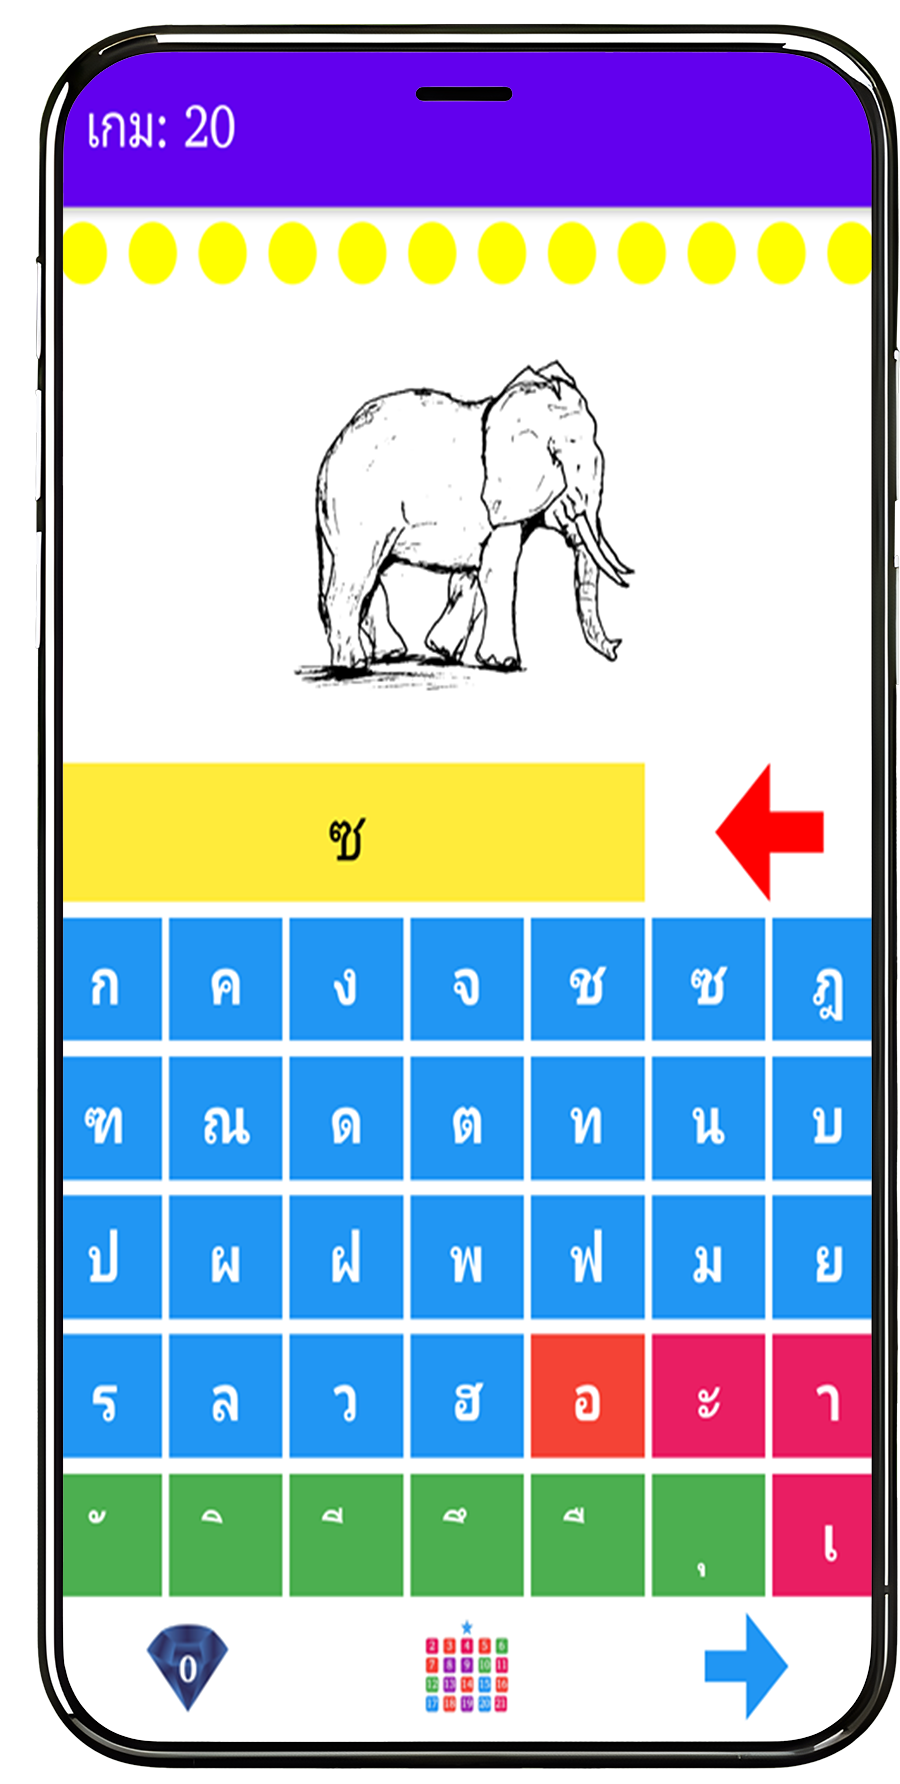 เกม: 20
ซ
ก ค ง จ ช ซ ฎ
ฑ ณ ด ต ท น บ
ป ผ ฝ พ ฟ ม ย
ร ล ว ฮ อ ะ า
ั ิ ี ึ ื ุ เ
0
2 3 4 5 6
7 8 9 10 11
12 13 14 15 16
17 18 19 20 21